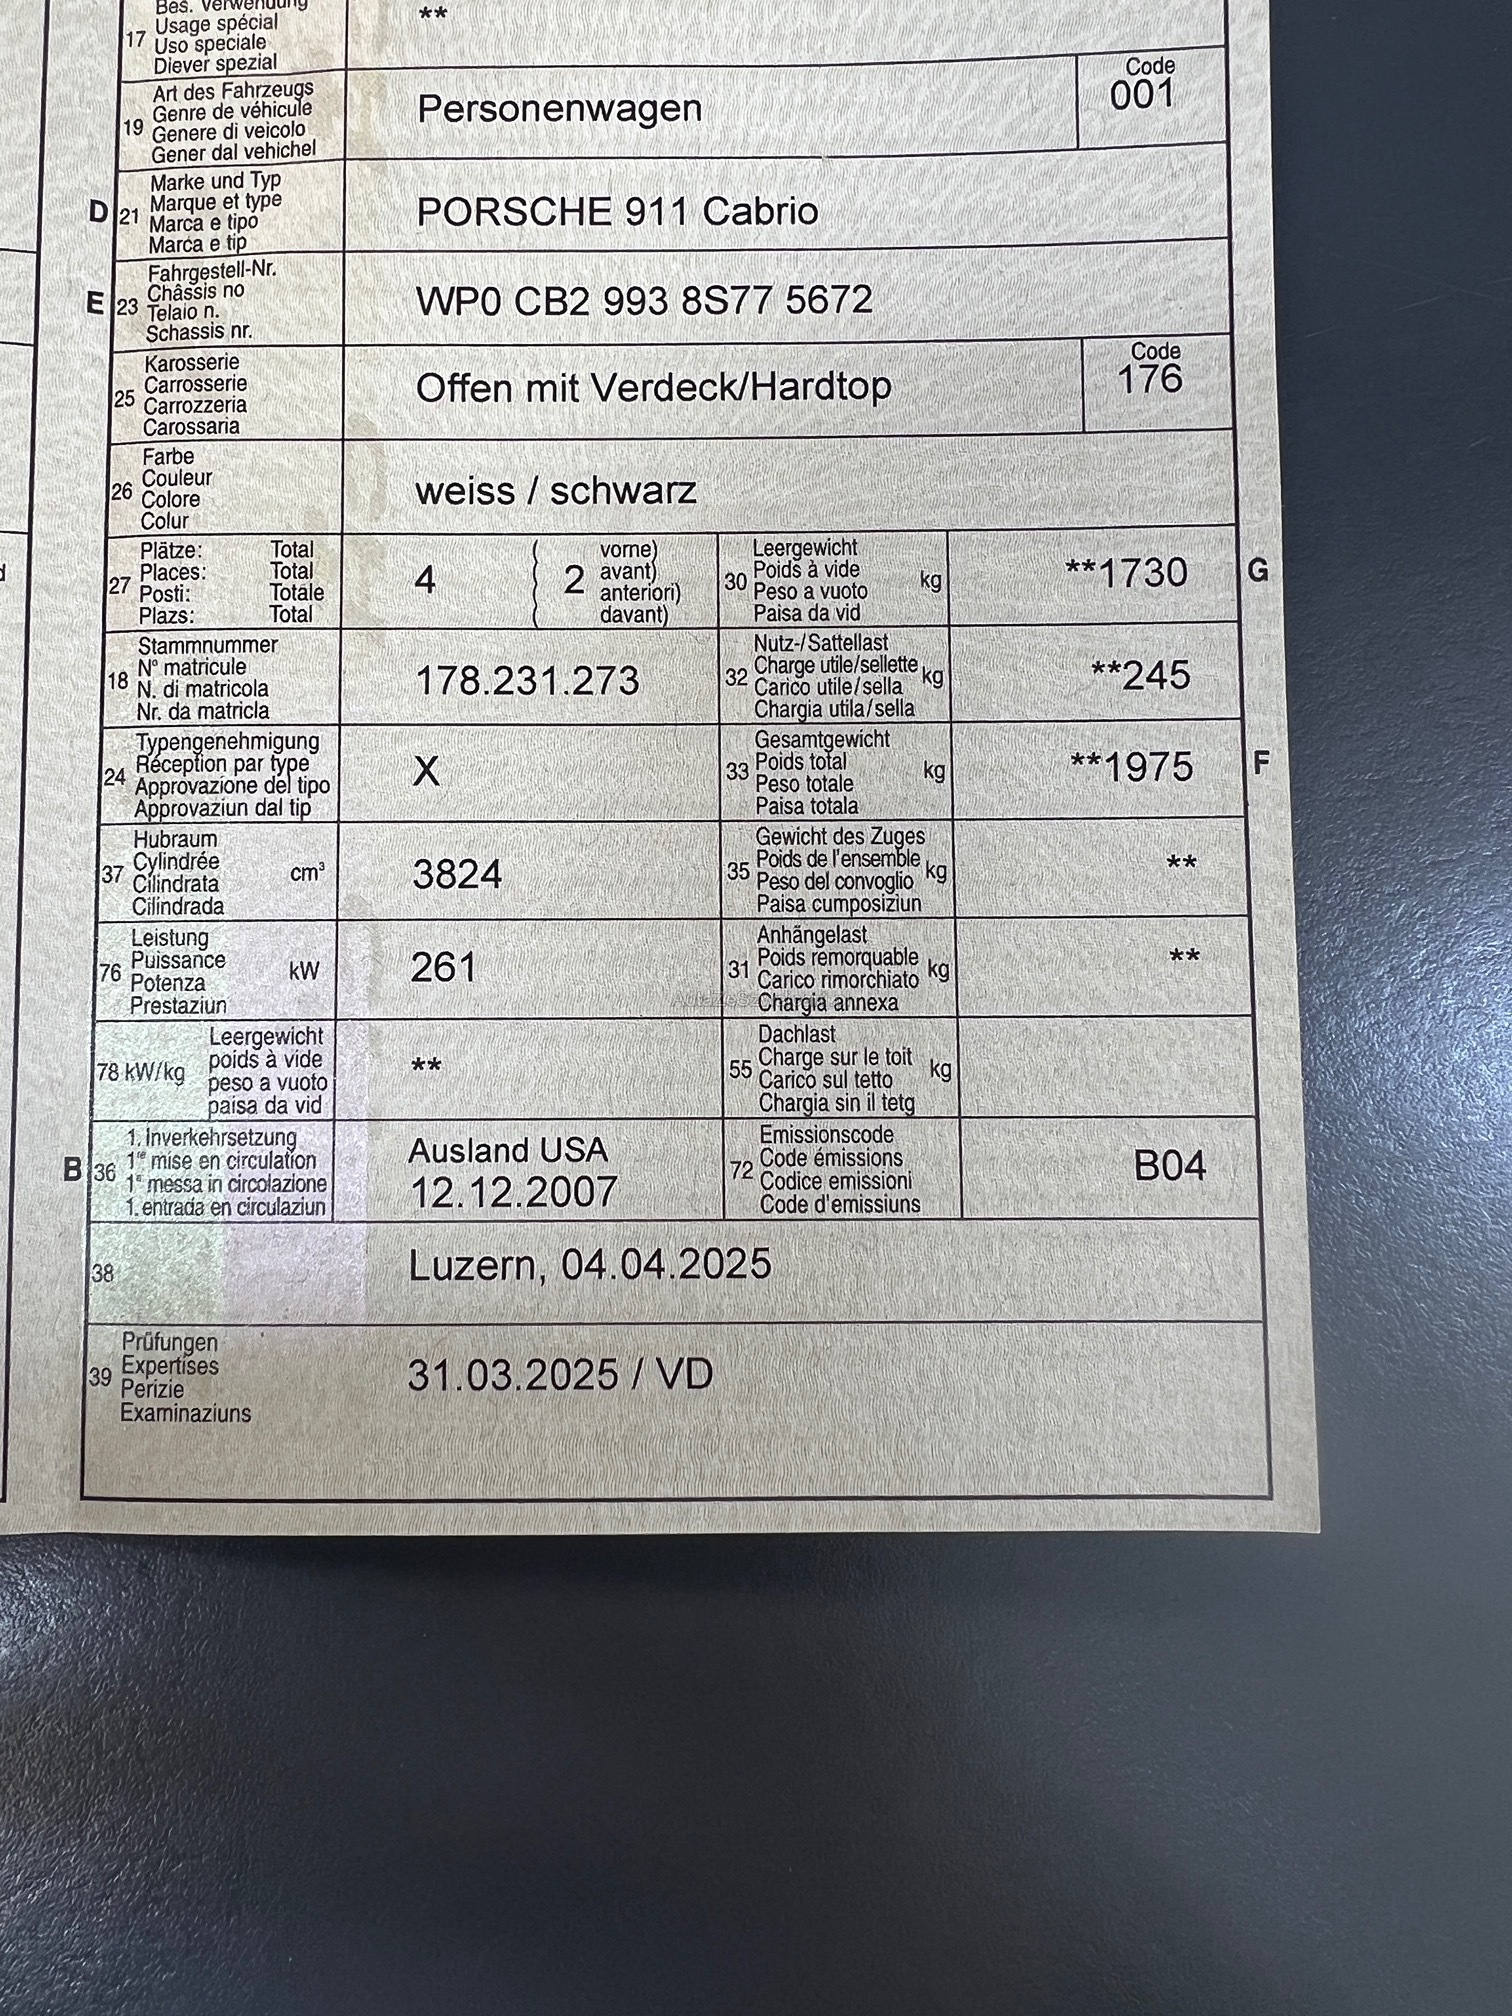 Bes. Verwendung
17 Usage spécial **
Uso speciale
Diever spezial
Art des Fahrzeugs Code
19 Genre de véhicule Personenwagen 001
Genere di veicolo
Gener dal vehichel
Marke und Typ
D 21 Marque et type PORSCHE 911 Cabrio
Marca e tipo
Marca e tip
Fahrgestell-Nr.
E 23 Châssis no WP0 CB2 993 8S77 5672
Telaio n.
Schassis nr.
Karosserie Code
25 Carrosserie Offen mit Verdeck/Hardtop 176
Carrozzeria
Carossaria
Farbe
26 Couleur weiss / schwarz
Colore
Colur
Plätze: Total vorne) Leergewicht
27 Places: Total 4 ( 2 avant) 30 Poids à vide kg **1730 G
Posti: Totale anteriori) Peso a vuoto
Plazs: Total davant) Paisa da vid
Stammnummer Nutz-/Sattellast
18 N° matricule 178.231.273 32 Charge utile/sellette kg **245
N. di matricola Carico utile/sella
Nr. da matricla Chargia utila/sella
Typengenehmigung Gesamtgewicht
24 Réception par type X 33 Poids total kg **1975 F
Approvazione del tipo Peso totale
Approvaziun dal tip Paisa totala
Hubraum Gewicht des Zuges
37 Cylindrée cm³ 3824 35 Poids de l'ensemble kg **
Cilindrata Peso del convoglio
Cilindrada Paisa cumposiziun
Leistung Anhängelast
76 Puissance kW 261 31 Poids remorquable kg **
Potenza Carico rimorchiato
Prestaziun Chargia annexa
Leergewicht Dachlast
78 kW/kg poids à vide ** 55 Charge sur le toit kg
peso a vuoto Carico sul tetto
paisa da vid Chargia sin il tetg
1. Inverkehrsetzung Ausland USA Emissionscode
B 36 1re mise en circulation 12.12.2007 72 Code émissions B04
1a messa in circolazione Codice emissioni
1. entrada en circulaziun Code d'emissiuns
38 Luzern, 04.04.2025
Prüfungen
39 Expertises 31.03.2025 / VD
Perizie
Examinaziuns